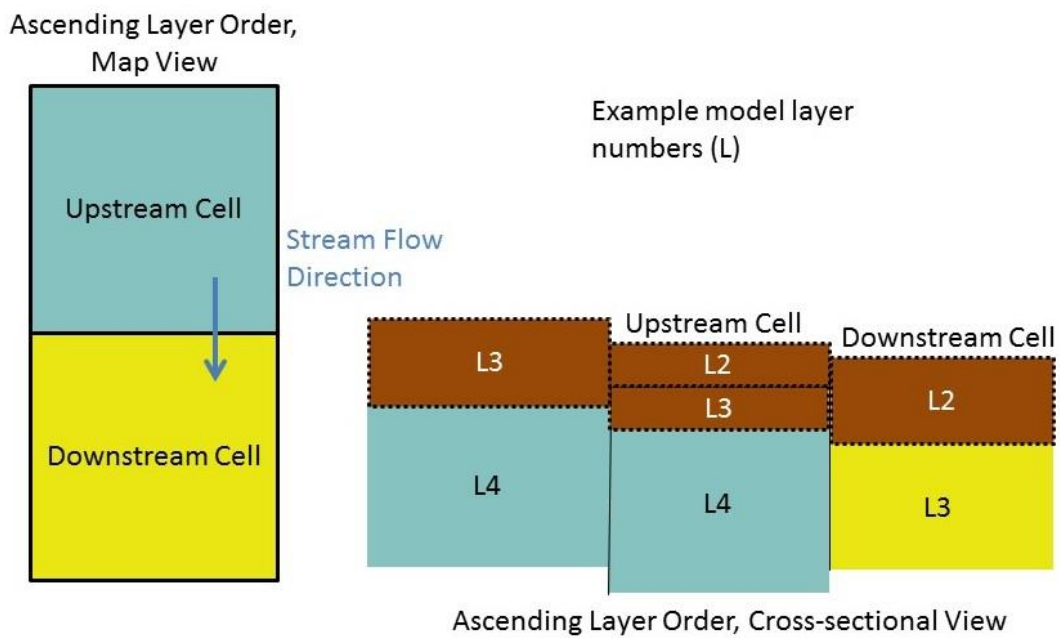 Ascending Layer Order,
Map View
Upstream Cell
Stream Flow
Direction
Downstream Cell
Example model layer
numbers (L)
Upstream Cell
Downstream Cell
L3
L2
L3
L2
L4
L4
L3
Ascending Layer Order, Cross-sectional View